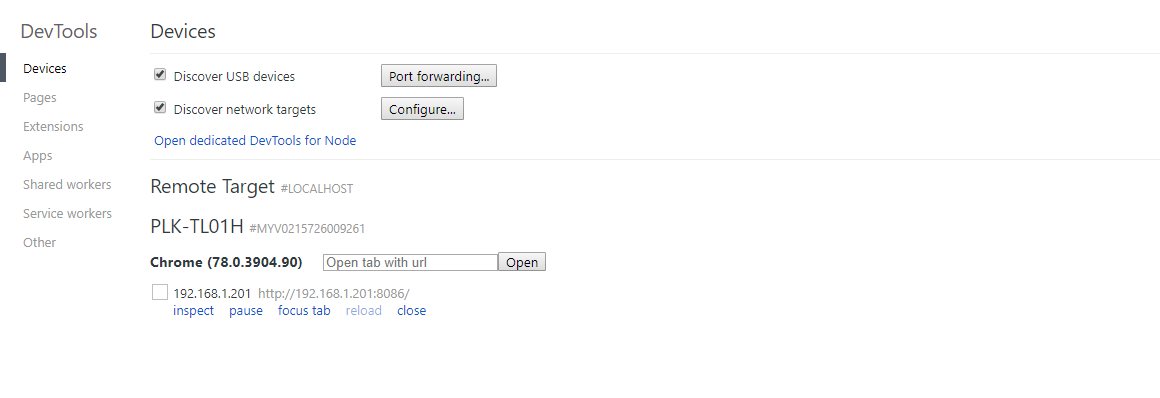 DevTools
Devices
Pages
Extensions
Apps
Shared workers
Service workers
Other
Devices
Discover USB devices Port forwarding...
Discover network targets Configure...
Open dedicated DevTools for Node
Remote Target #LOCALHOST
PLK-TL01H #MYV0215726009261
Chrome (78.0.3904.90) Open tab with url Open
192.168.1.201 http://192.168.1.201:8086/
inspect pause focus tab reload close